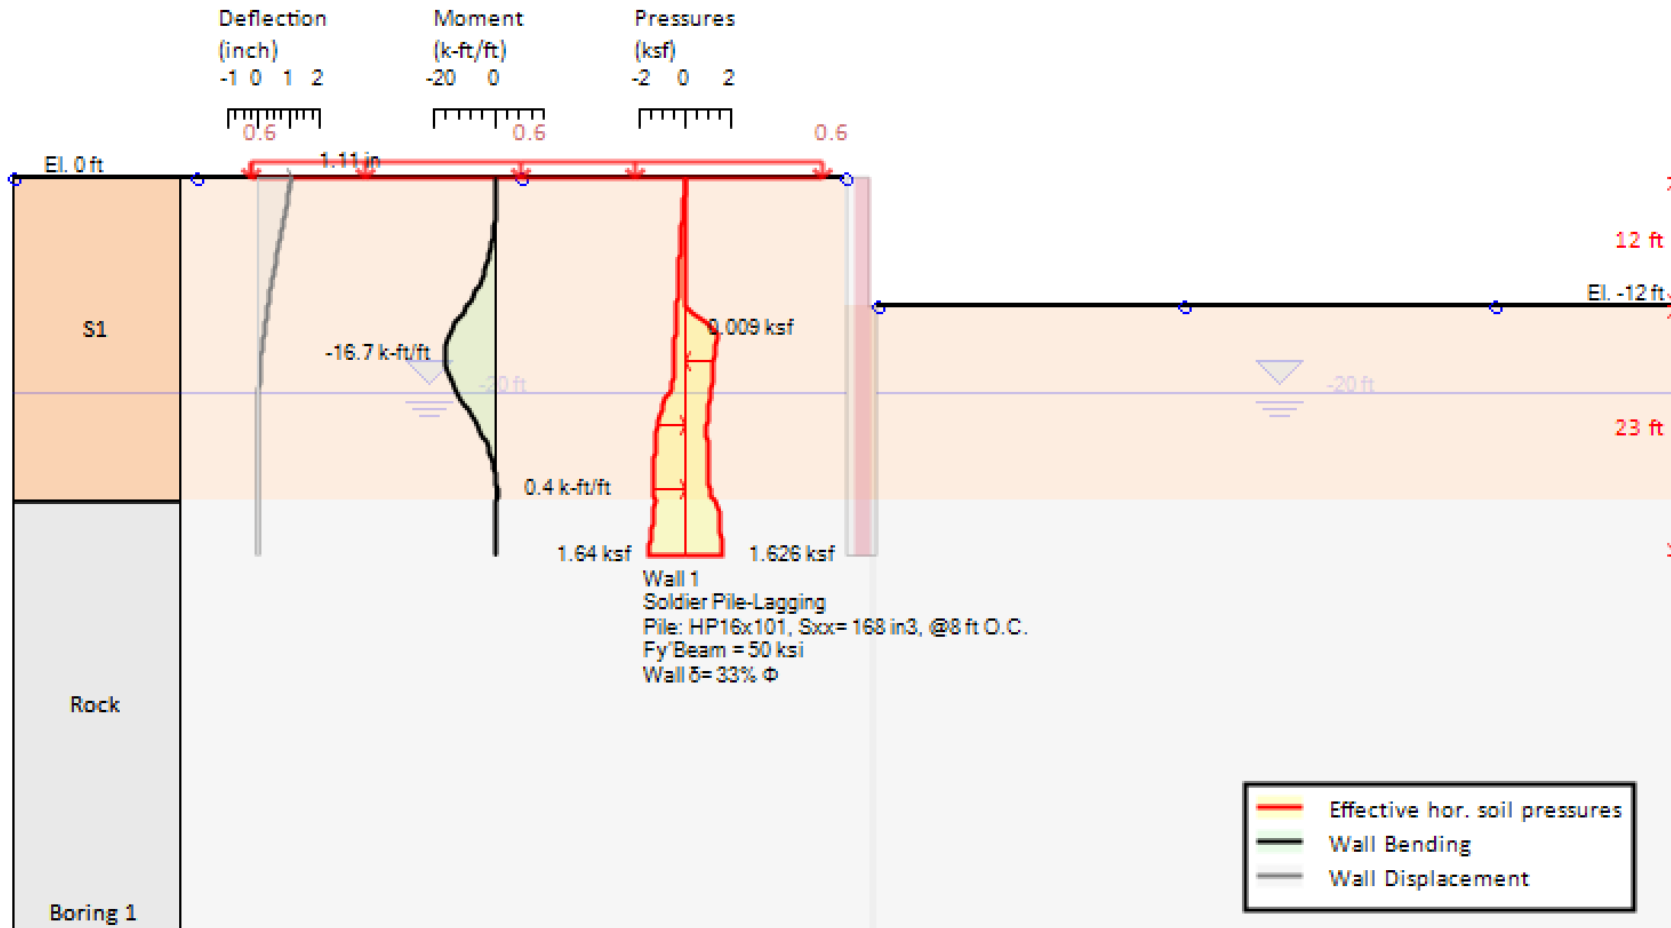 Deflection
(inch)
-1 0 1 2
Moment
(k-ft/ft)
-20 0
Pressures
(ksf)
-2 0 2
0.6
0.6
0.6
El. 0 ft
1.11 in
12 ft
El. -12 ft
S1
0.009 ksf
-16.7 k-ft/ft
-20 ft
-20 ft
23 ft
0.4 k-ft/ft
1.64 ksf
1.626 ksf
Wall 1
Soldier Pile-Lagging
Pile: HP16x101, Sxx= 168 in3, @8 ft O.C.
Fy'Beam = 50 ksi
Wall δ= 33% Φ
Rock
Effective hor. soil pressures
Wall Bending
Wall Displacement
Boring 1